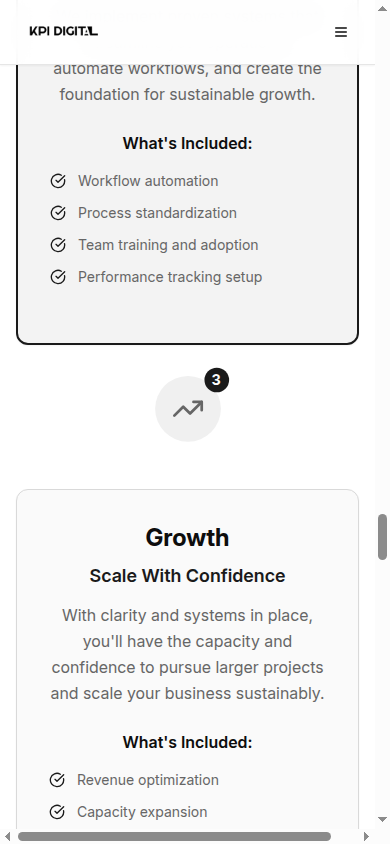 KPI DIGITAL
automate workflows, and create the
foundation for sustainable growth.
What's Included:
Workflow automation
Process standardization
Team training and adoption
Performance tracking setup
3
Growth
Scale With Confidence
With clarity and systems in place,
you'll have the capacity and
confidence to pursue larger projects
and scale your business sustainably.
What's Included:
Revenue optimization
Capacity expansion